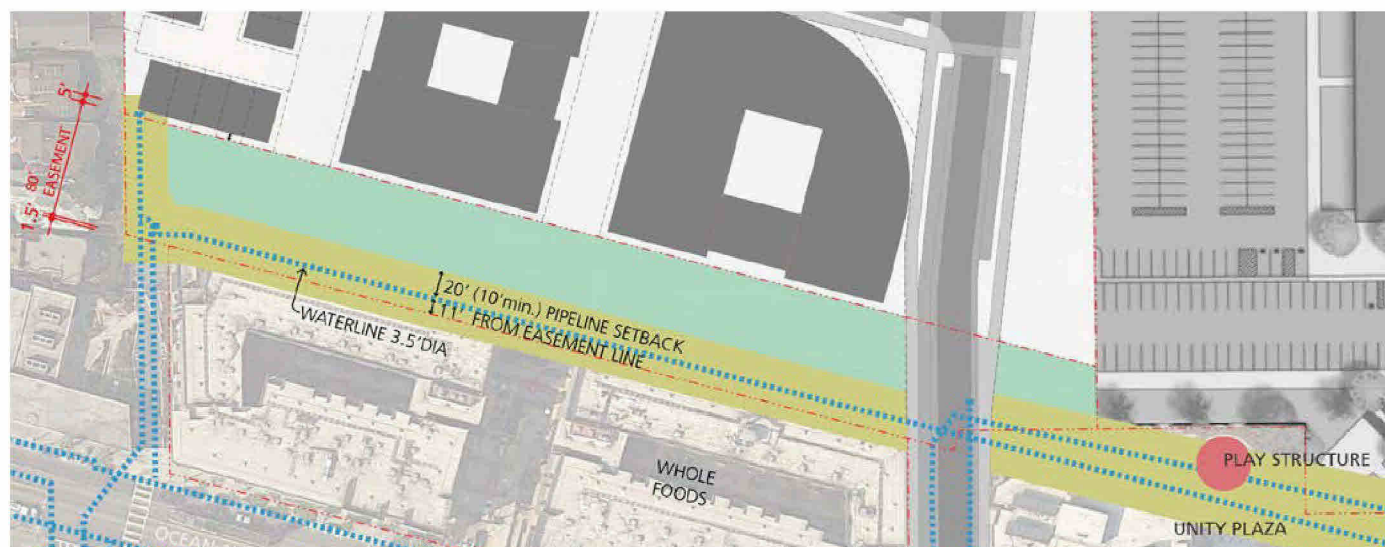 5'
80'
EASEMENT
1.5'
20' (10'min.) PIPELINE SETBACK
11' FROM EASEMENT LINE
WATERLINE 3.5'DIA
WHOLE
FOODS
PLAY STRUCTURE
UNITY PLAZA
OCEAN